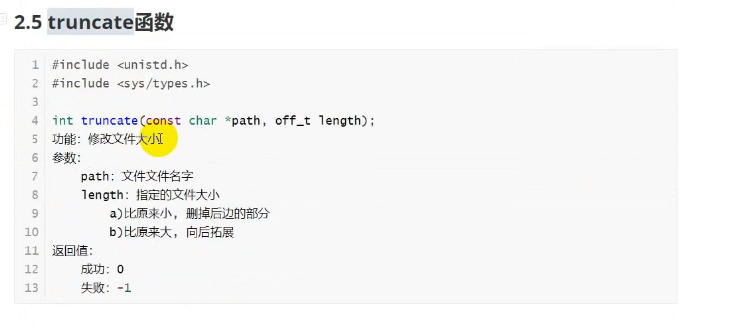 2.5 truncate函数
1 #include <unistd.h>
2 #include <sys/types.h>
3
4 int truncate(const char *path, off_t length);
5 功能：修改文件大小
6 参数：
7 path：文件文件名字
8 length：指定的文件大小
9 a)比原来小, 删掉后边的部分
10 b)比原来大, 向后拓展
11 返回值：
12 成功：0
13 失败：-1